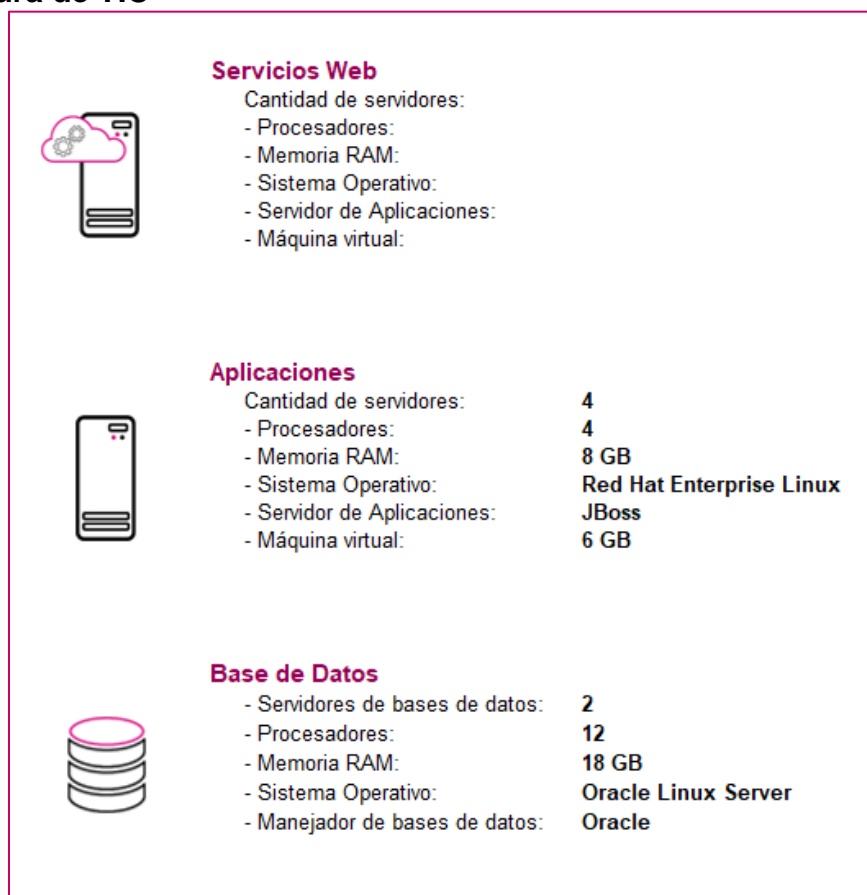 Servicios Web
Cantidad de servidores:
- Procesadores:
- Memoria RAM:
- Sistema Operativo:
- Servidor de Aplicaciones:
- Máquina virtual:
Aplicaciones
Cantidad de servidores: 4
- Procesadores: 4
- Memoria RAM: 8 GB
- Sistema Operativo: Red Hat Enterprise Linux
- Servidor de Aplicaciones: JBoss
- Máquina virtual: 6 GB
Base de Datos
- Servidores de bases de datos: 2
- Procesadores: 12
- Memoria RAM: 18 GB
- Sistema Operativo: Oracle Linux Server
- Manejador de bases de datos: Oracle